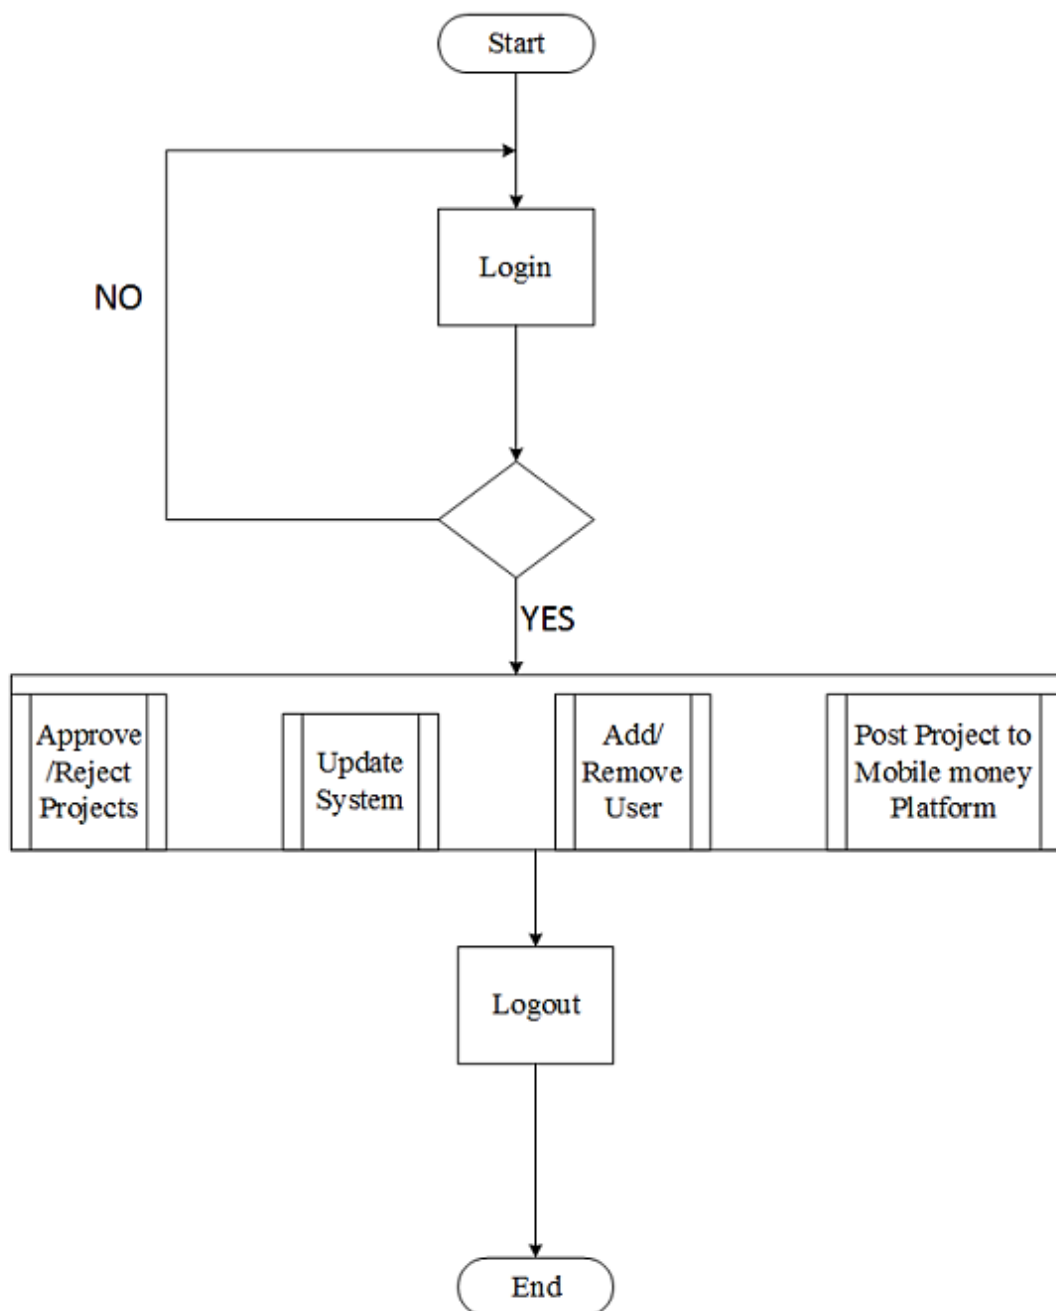 Start
Login
NO
YES
Approve
/Reject
Projects
Update
System
Add/
Remove
User
Post Project to
Mobile money
Platform
Logout
End